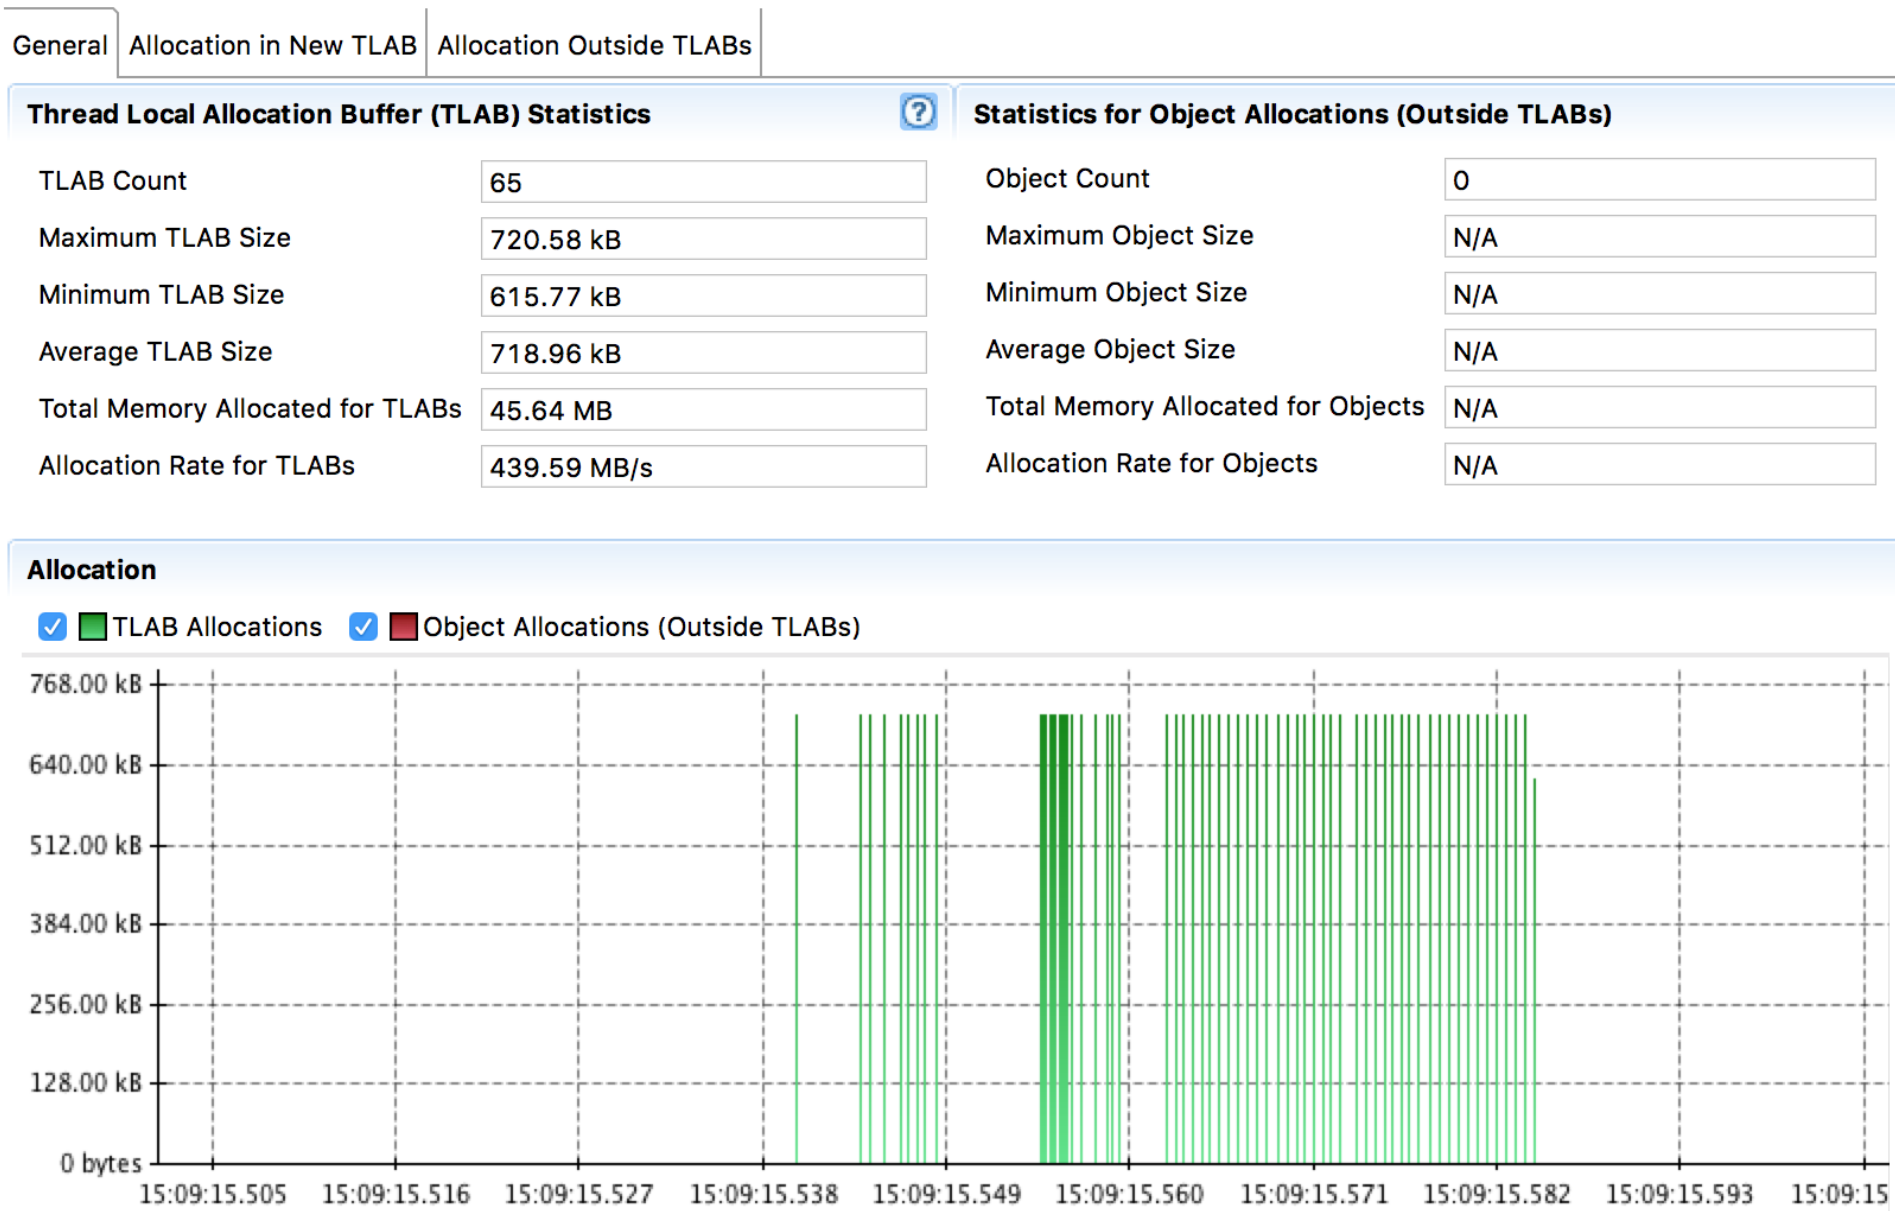 General Allocation in New TLAB Allocation Outside TLABs
Thread Local Allocation Buffer (TLAB) Statistics
TLAB Count 65
Maximum TLAB Size 720.58 kB
Minimum TLAB Size 615.77 kB
Average TLAB Size 718.96 kB
Total Memory Allocated for TLABs 45.64 MB
Allocation Rate for TLABs 439.59 MB/s
Statistics for Object Allocations (Outside TLABs)
Object Count 0
Maximum Object Size N/A
Minimum Object Size N/A
Average Object Size N/A
Total Memory Allocated for Objects N/A
Allocation Rate for Objects N/A
Allocation
TLAB Allocations Object Allocations (Outside TLABs)
768.00 kB
640.00 kB
512.00 kB
384.00 kB
256.00 kB
128.00 kB
0 bytes
15:09:15.505 15:09:15.516 15:09:15.527 15:09:15.538 15:09:15.549 15:09:15.560 15:09:15.571 15:09:15.582 15:09:15.593 15:09:15